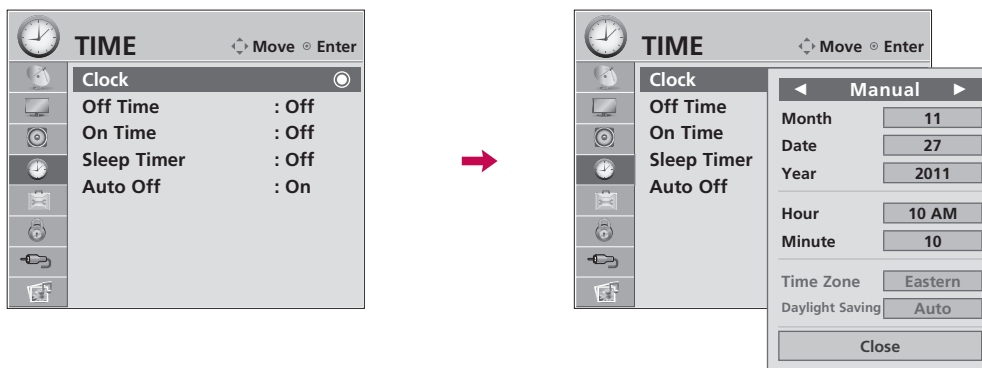 TIME
Move Enter
Clock
Off Time : Off
On Time : Off
Sleep Timer : Off
Auto Off : On
TIME
Move Enter
Clock
Off Time
On Time
Sleep Timer
Auto Off
◄ Manual ►
Month 11
Date 27
Year 2011
Hour 10 AM
Minute 10
Time Zone Eastern
Daylight Saving Auto
Close